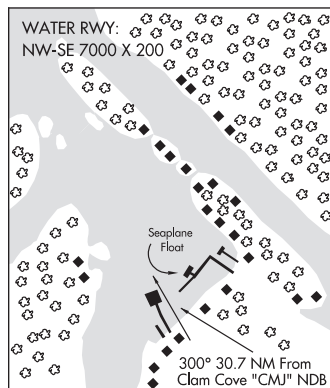 WATER RWY:
NW-SE 7000 X 200
Seaplane
Float
300° 30.7 NM From
Clam Cove "CMJ" NDB